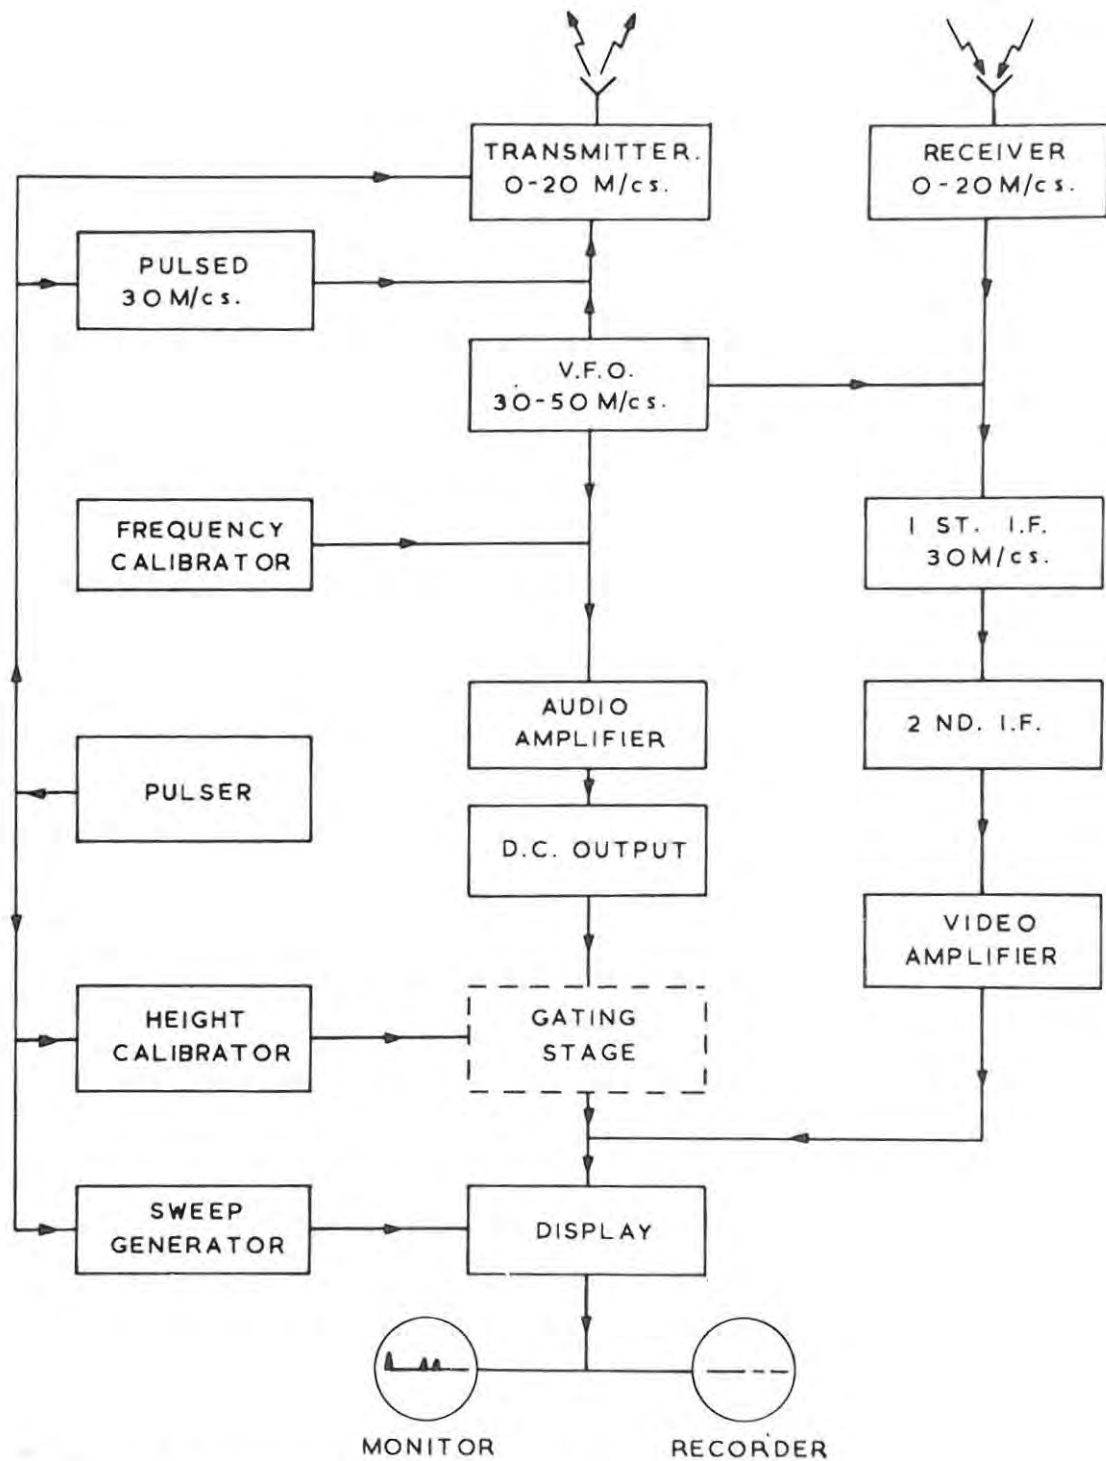 TRANSMITTER.
0-20 M/cs.
RECEIVER
0-20M/cs.
PULSED
30M/cs.
V.F.O.
30-50M/cs.
FREQUENCY
CALIBRATOR
1 ST. I.F.
30M/cs.
AUDIO
AMPLIFIER
2 ND. I.F.
PULSER
D.C. OUTPUT
VIDEO
AMPLIFIER
HEIGHT
CALIBRATOR
GATING
STAGE
SWEEP
GENERATOR
DISPLAY
MONITOR
RECORDER